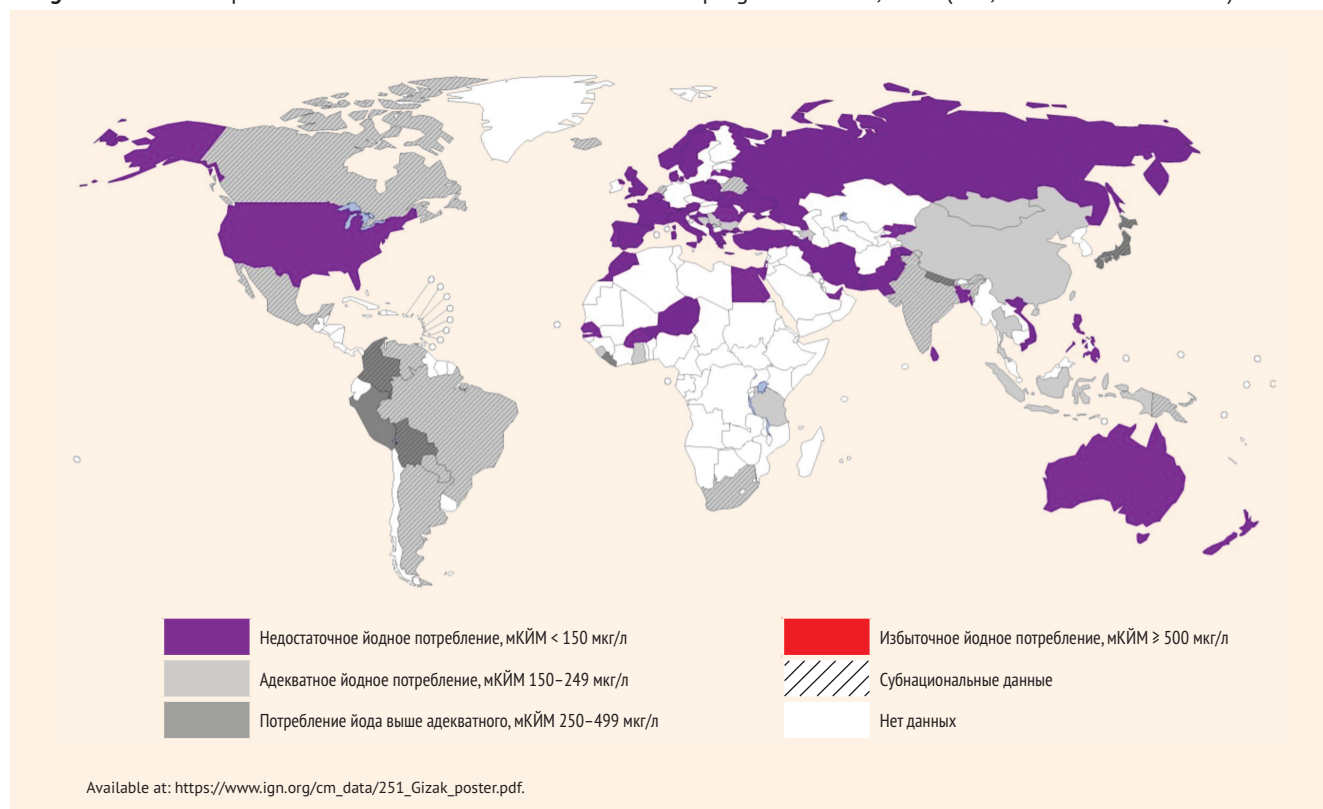 Недостаточное йодное потребление, мКЙМ < 150 мкг/л
Адекватное йодное потребление, мКЙМ 150–249 мкг/л
Потребление йода выше адекватного, мКЙМ 250–499 мкг/л
Избыточное йодное потребление, мКЙМ ⩾ 500 мкг/л
Субнациональные данные
Нет данных
Available at: https://www.ign.org/cm_data/251_Gizak_poster.pdf.